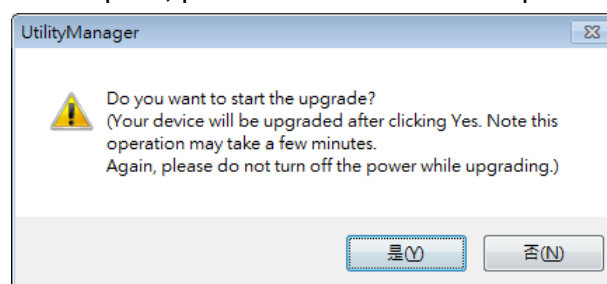 UtilityManager
Do you want to start the upgrade?
(Your device will be upgraded after clicking Yes. Note this
operation may take a few minutes.
Again, please do not turn off the power while upgrading.)
是(Y)
否(N)